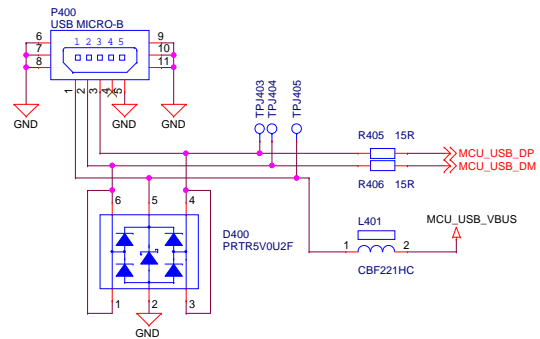 P400
USB MICRO-B
6 1 2 3 4 5 9
7 10
8 11
1 2 3 4 5
GND GND GND
TPJ403 TPJ404 TPJ405
R405 15R
MCU_USB_DP
MCU_USB_DM
R406 15R
6 5 4
D400
PRTR5V0U2F
L401
MCU_USB_VBUS
1 2
CBF221HC
1 2 3
GND